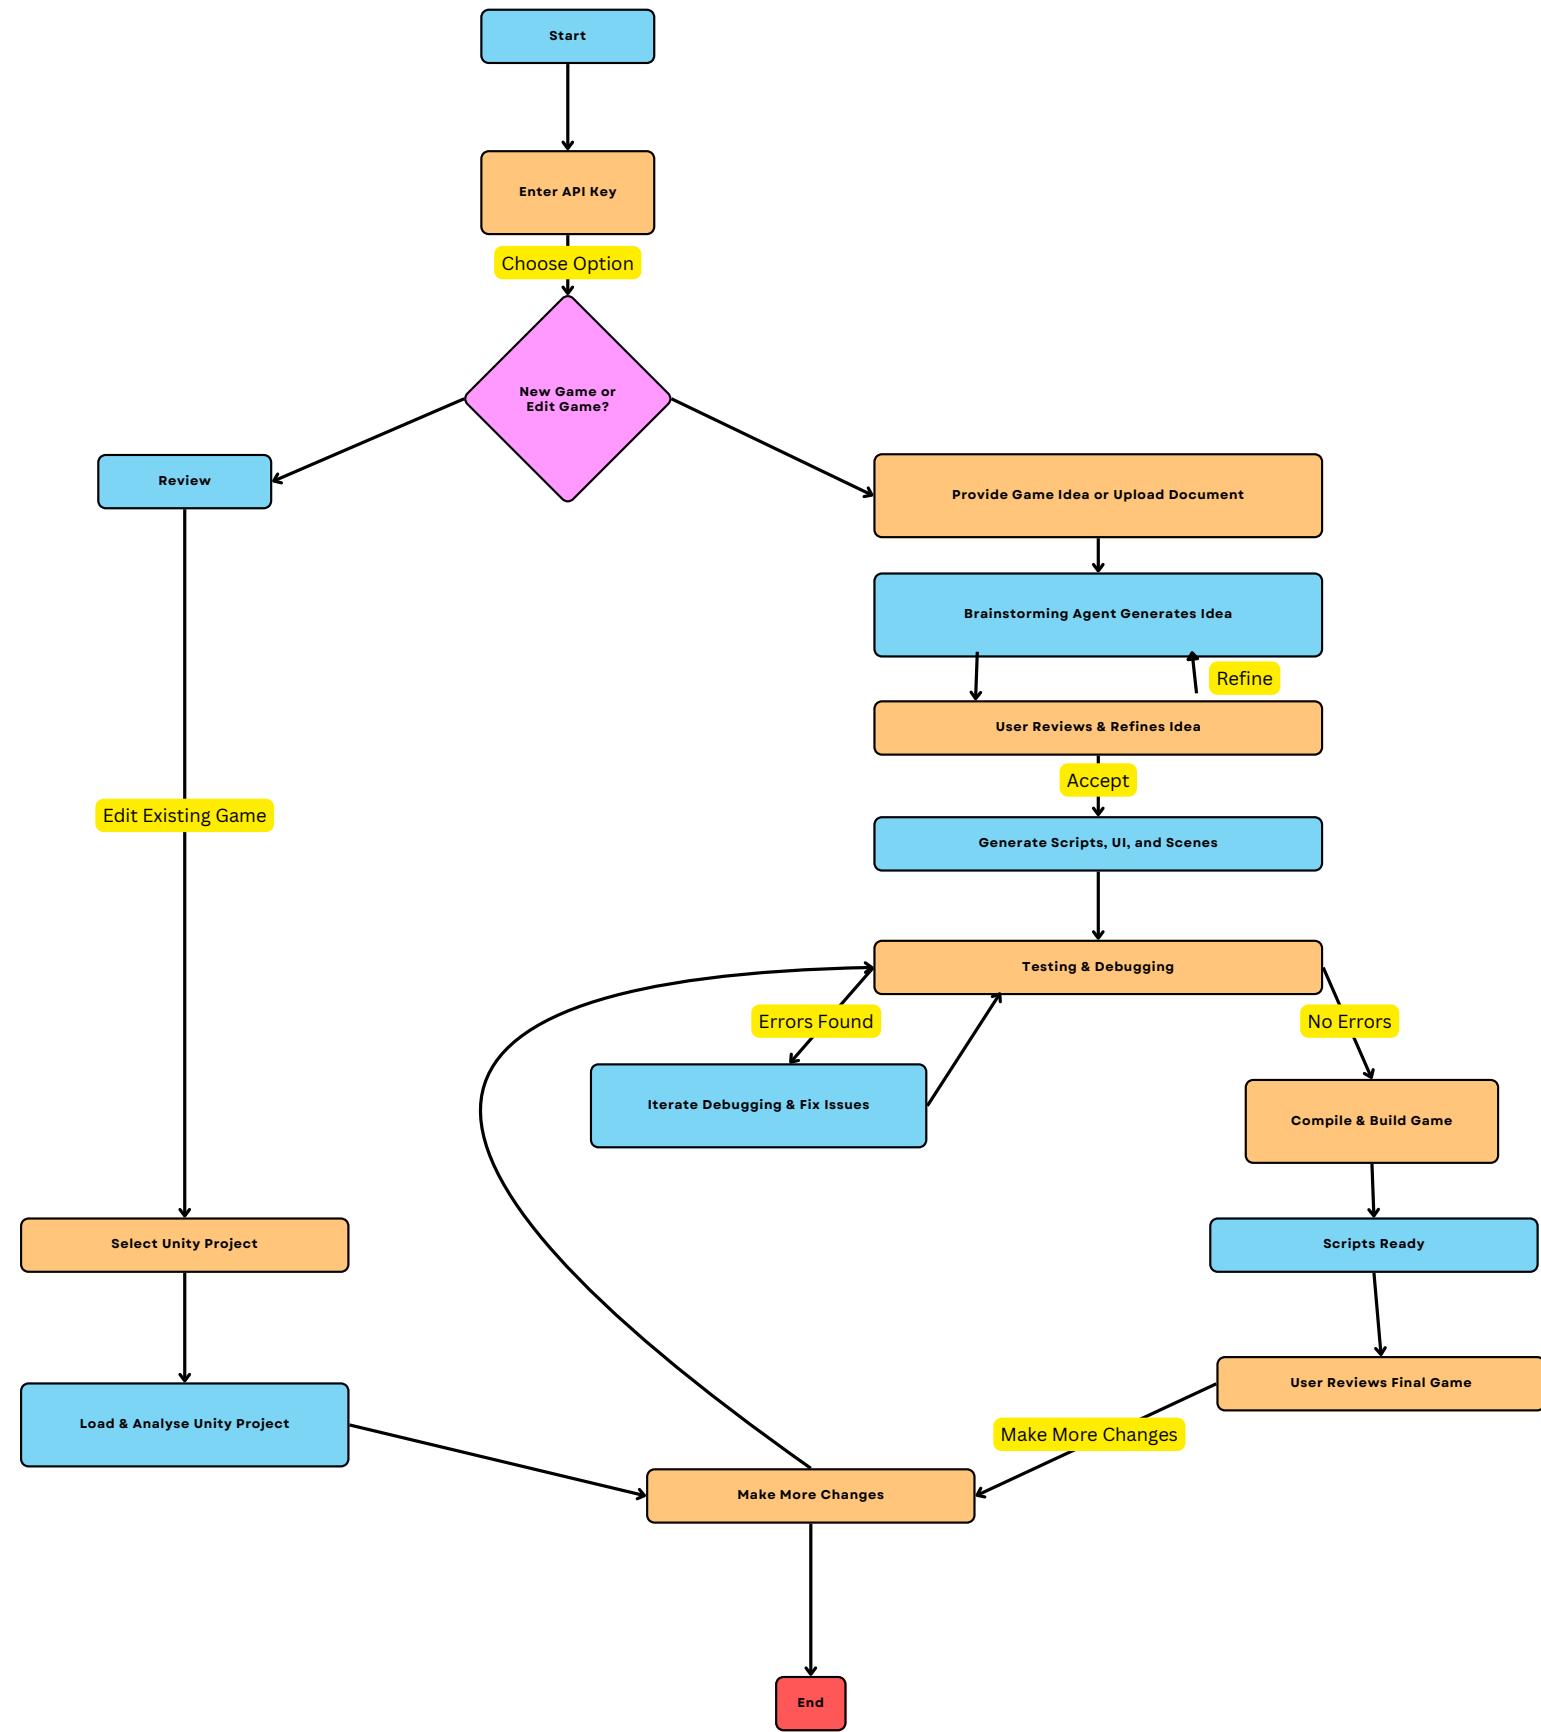 Start
Enter API Key
Choose Option
New Game or
Edit Game?
Review
Provide Game Idea or Upload Document
Brainstorming Agent Generates Idea
Refine
User Reviews & Refines Idea
Accept
Edit Existing Game
Generate Scripts, UI, and Scenes
Testing & Debugging
Errors Found
No Errors
Iterate Debugging & Fix Issues
Compile & Build Game
Select Unity Project
Scripts Ready
User Reviews Final Game
Load & Analyse Unity Project
Make More Changes
Make More Changes
End